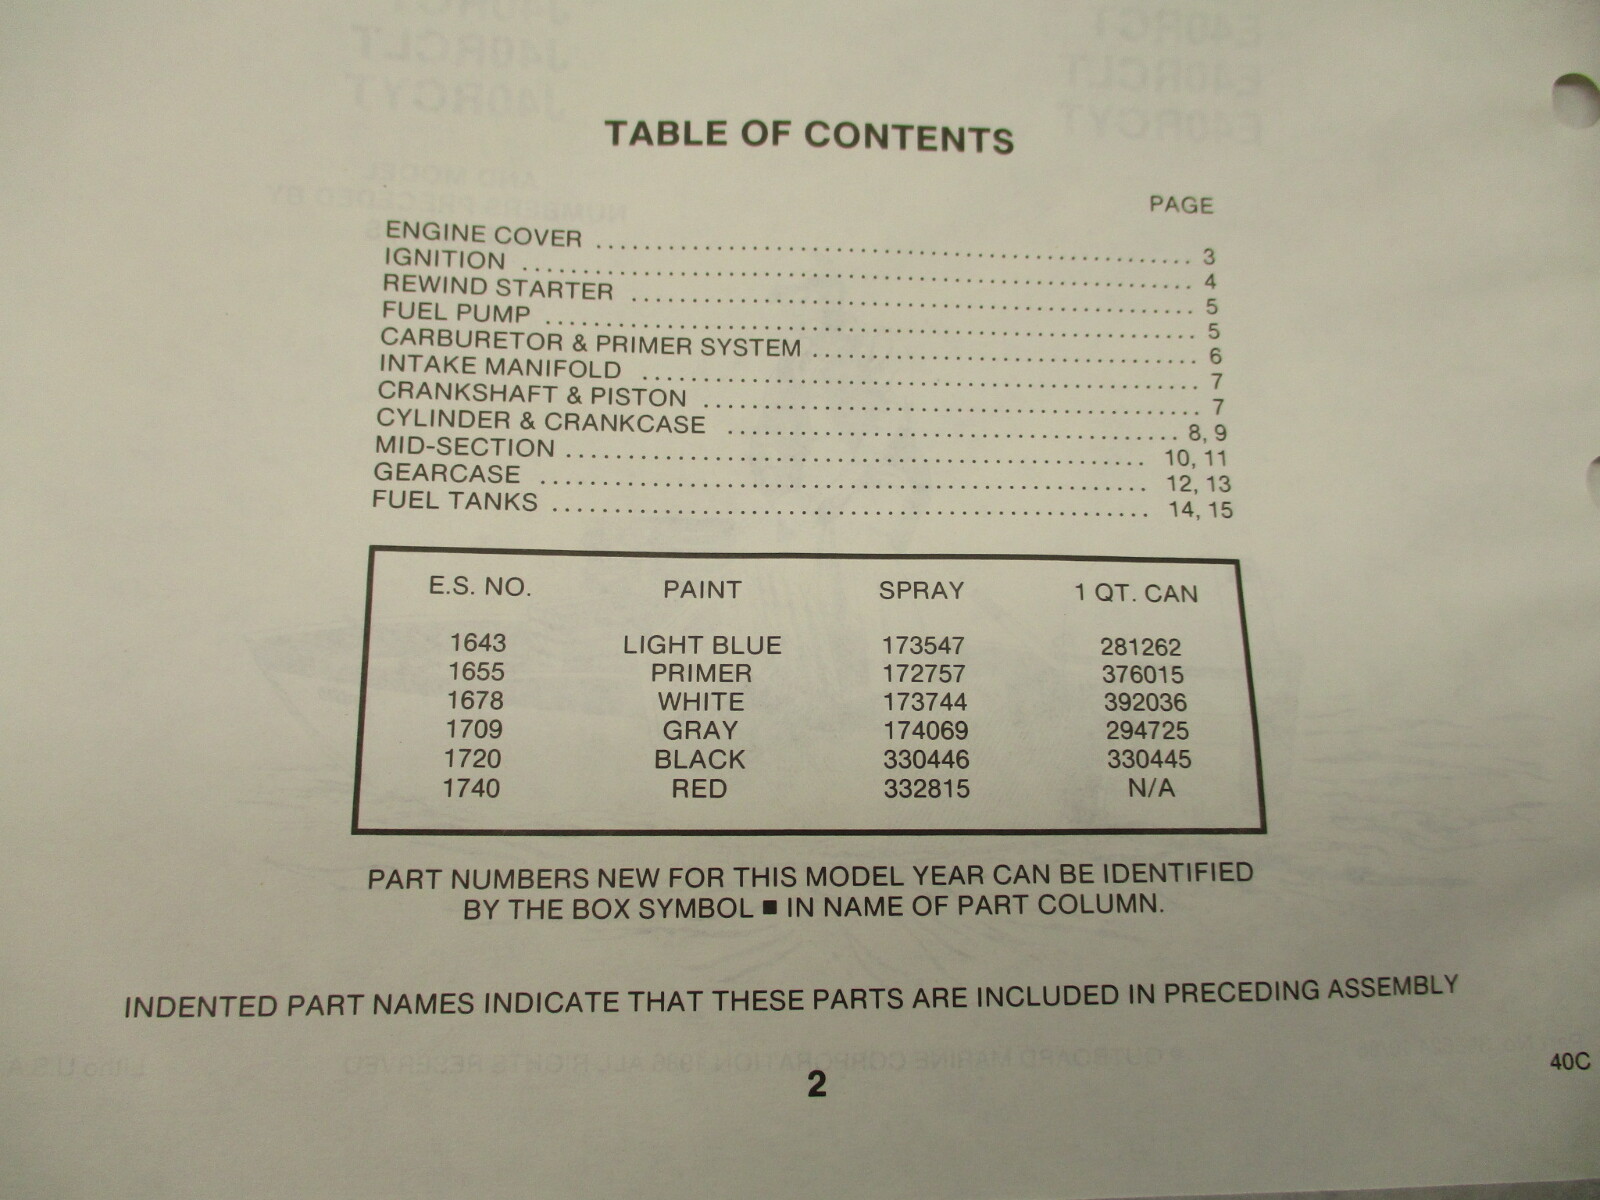 TABLE OF CONTENTS
PAGE
ENGINE COVER .................................................. 3
IGNITION ........................................................ 4
REWIND STARTER ............................................... 5
FUEL PUMP ...................................................... 5
CARBURETOR & PRIMER SYSTEM ................................ 6
INTAKE MANIFOLD .............................................. 7
CRANKSHAFT & PISTON ......................................... 7
CYLINDER & CRANKCASE ...................................... 8, 9
MID-SECTION ................................................ 10, 11
GEARCASE ................................................... 12, 13
FUEL TANKS ................................................. 14, 15
E.S. NO. PAINT SPRAY 1 QT. CAN
1643 LIGHT BLUE 173547 281262
1655 PRIMER 172757 376015
1678 WHITE 173744 392036
1709 GRAY 174069 294725
1720 BLACK 330446 330445
1740 RED 332815 N/A
PART NUMBERS NEW FOR THIS MODEL YEAR CAN BE IDENTIFIED
BY THE BOX SYMBOL ■ IN NAME OF PART COLUMN.
INDENTED PART NAMES INDICATE THAT THESE PARTS ARE INCLUDED IN PRECEDING ASSEMBLY
40C
2